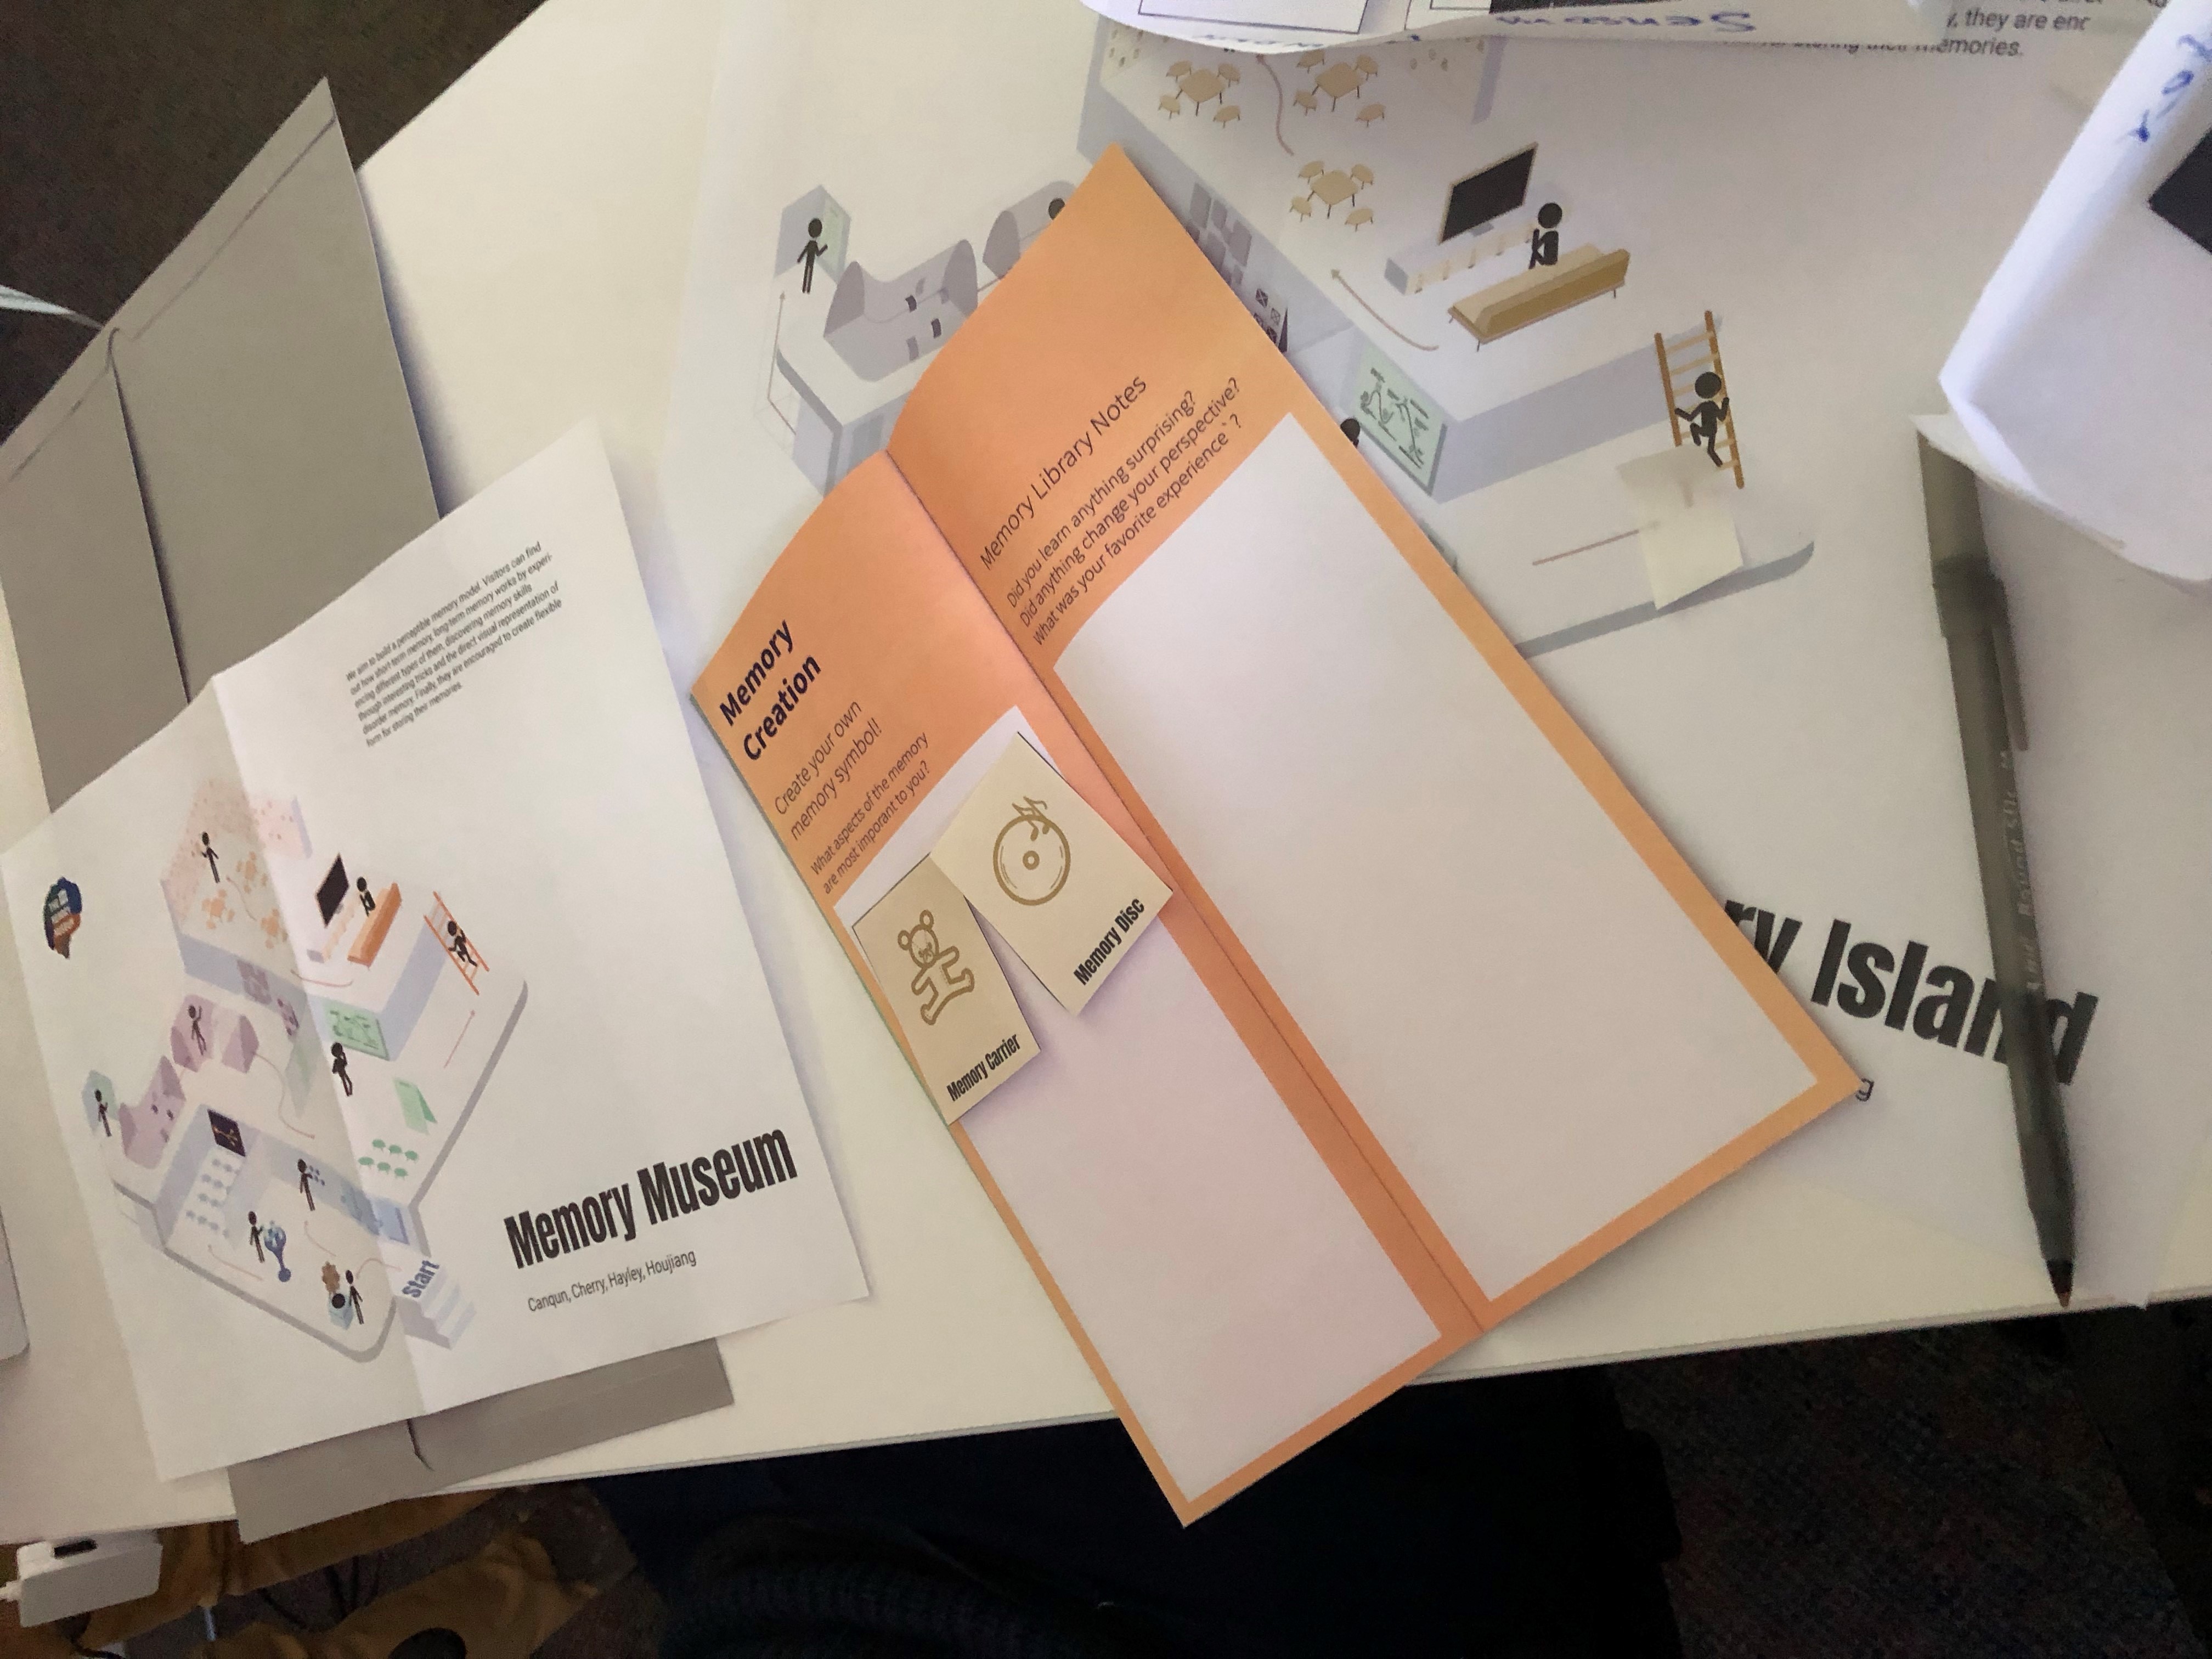 We aim to build a perceptible memory model. Visitors can find
out how short-term memory, long-term memory works by experi-
encing different types of them, discovering memory skills
through interesting tricks and the direct visual representation of
disorder memory. Finally, they are encouraged to create flexible
form for storing their memories.
Start
Memory Museum
Canqun, Cherry, Hayley, Houjiang
Memory
Creation
Create your own
memory symbol!
What aspects of the memory
are most imporant to you?
Memory Carrier
Memory Disc
Memory Library Notes
Did you learn anything surprising?
Did anything change your perspective?
What was your favorite experience`?
, they are enc
storing their memories.
ry Island
g